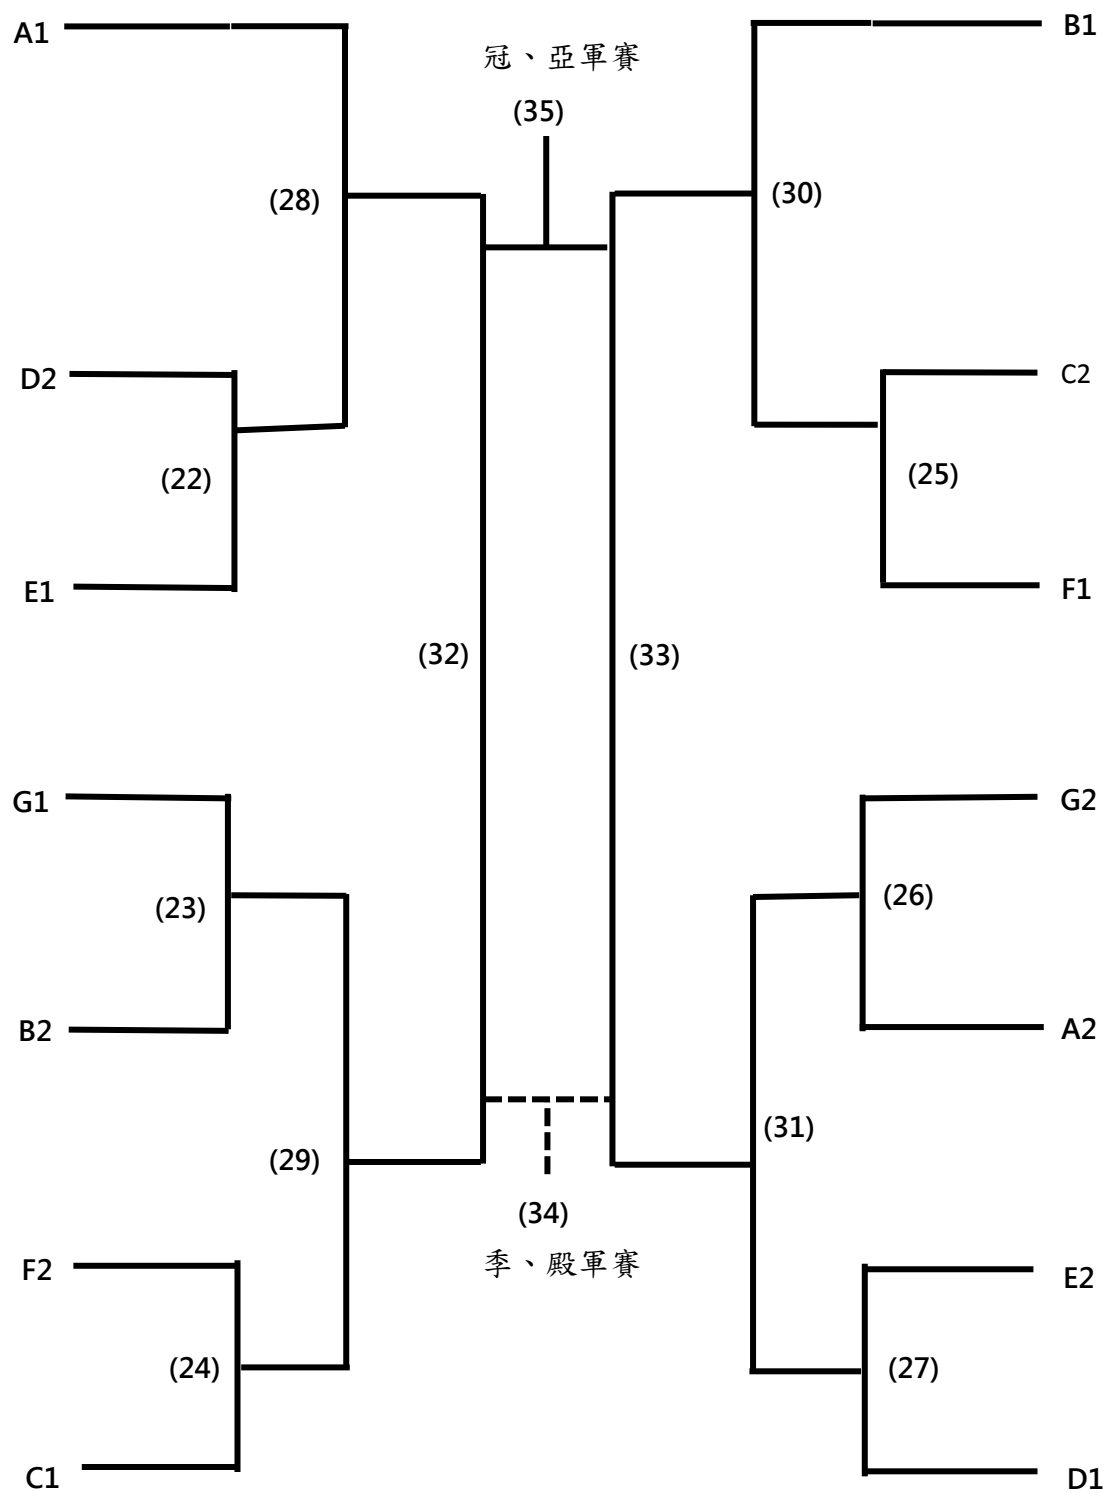 A1
B1
冠、亞軍賽
(35)
(28)
(30)
D2
C2
(22)
(25)
E1
F1
(32)
(33)
G1
G2
(23)
(26)
B2
A2
(31)
(29)
(34)
季、殿軍賽
F2
E2
(24)
(27)
C1
D1